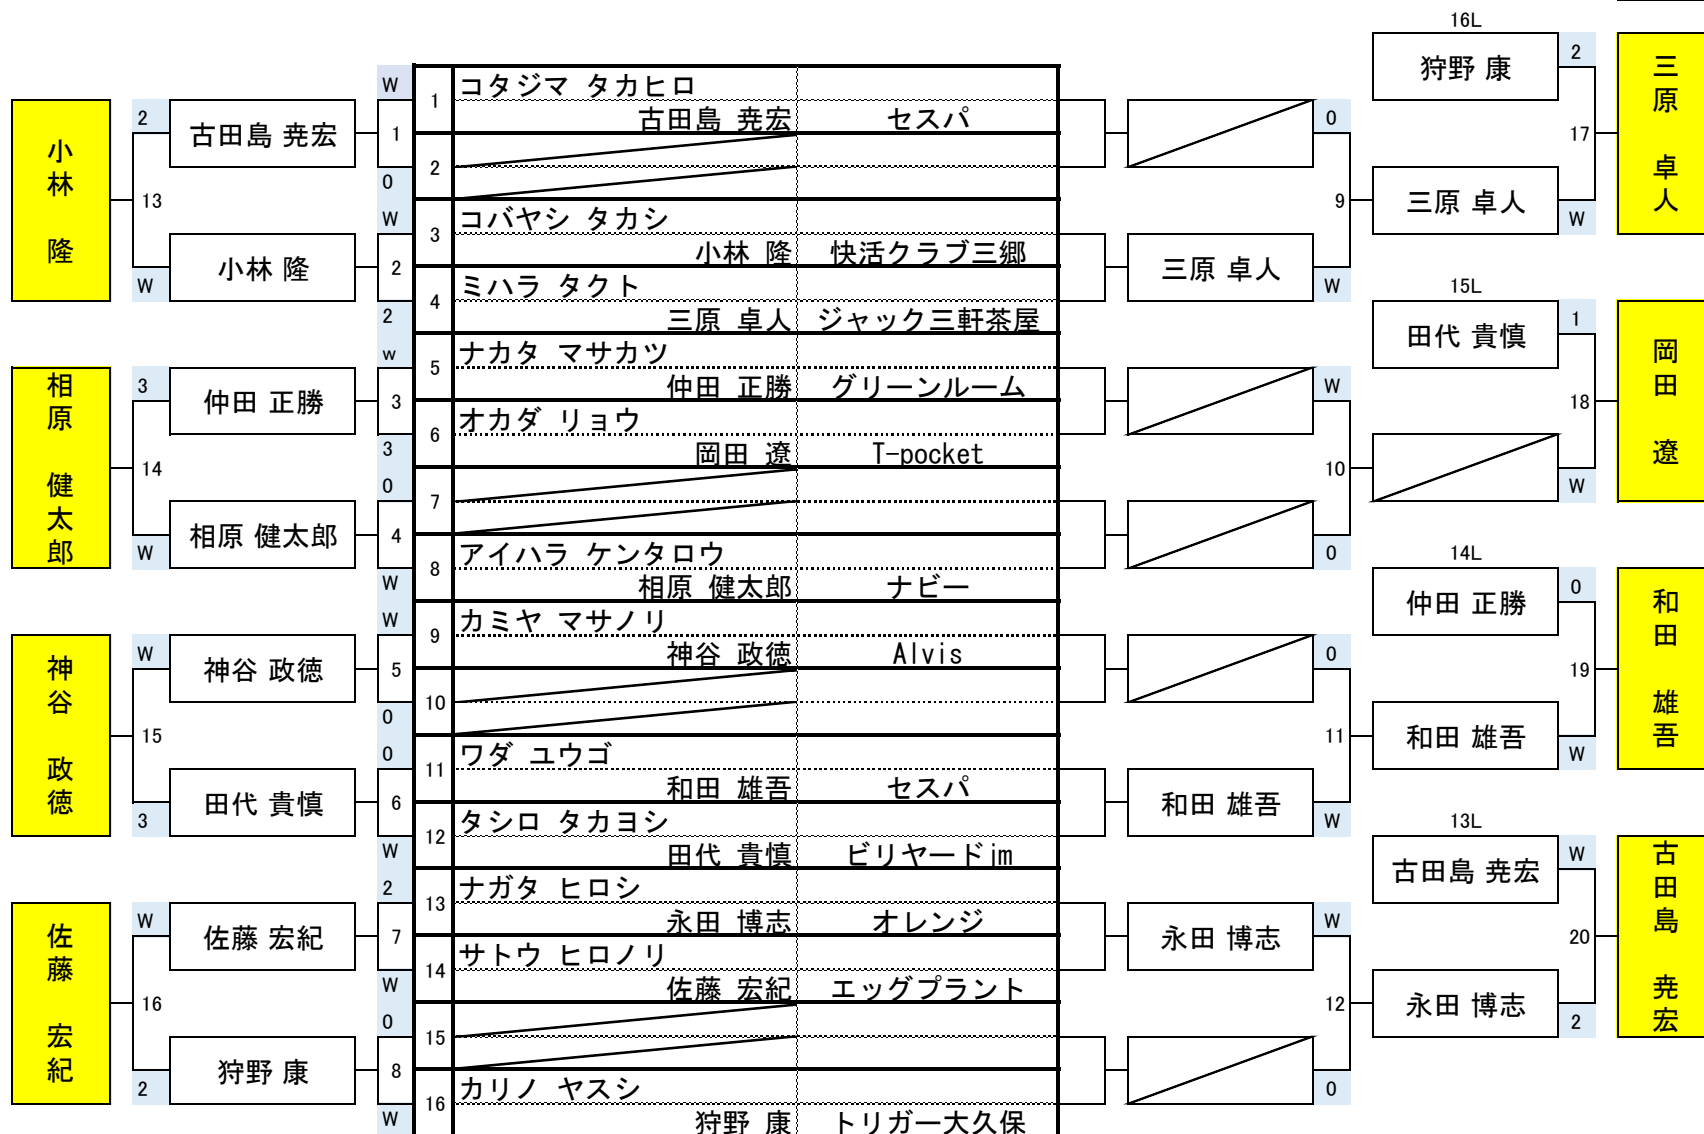 小林 隆
2
13
W
古田島 尭宏
小林 隆
W
1
0
W
2
2
相原 健太郎
3
14
W
仲田 正勝
相原 健太郎
w
3
3
0
4
W
神谷 政徳
W
15
3
神谷 政徳
田代 貴慎
W
5
0
0
6
W
佐藤 宏紀
W
16
2
佐藤 宏紀
狩野 康
2
7
W
0
8
W
1 コタジマ タカヒロ
古田島 尭宏 セスパ
2
3 コバヤシ タカシ
小林 隆 快活クラブ三郷
4 ミハラ タクト
三原 卓人 ジャック三軒茶屋
5 ナカタ マサカツ
仲田 正勝 グリーンルーム
6 オカダ リョウ
岡田 遼 T-pocket
7
8 アイハラ ケンタロウ
相原 健太郎 ナビー
9 カミヤ マサノリ
神谷 政徳 Alvis
10
11 ワダ ユウゴ
和田 雄吾 セスパ
12 タシロ タカヨシ
田代 貴慎 ビリヤードjm
13 ナガタ ヒロシ
永田 博志 オレンジ
14 サトウ ヒロノリ
佐藤 宏紀 エッグプラント
15
16 カリノ ヤスシ
狩野 康 トリガー大久保
0
9
三原 卓人
W
W
10
0
0
11
和田 雄吾
W
永田 博志
W
12
0
16L
狩野 康
2
17
三原 卓人
W
三原 卓人
15L
田代 貴慎
1
18
W
岡田 遼
14L
仲田 正勝
0
19
和田 雄吾
W
和田 雄吾
13L
古田島 尭宏
W
20
永田 博志
2
古田島 尭宏